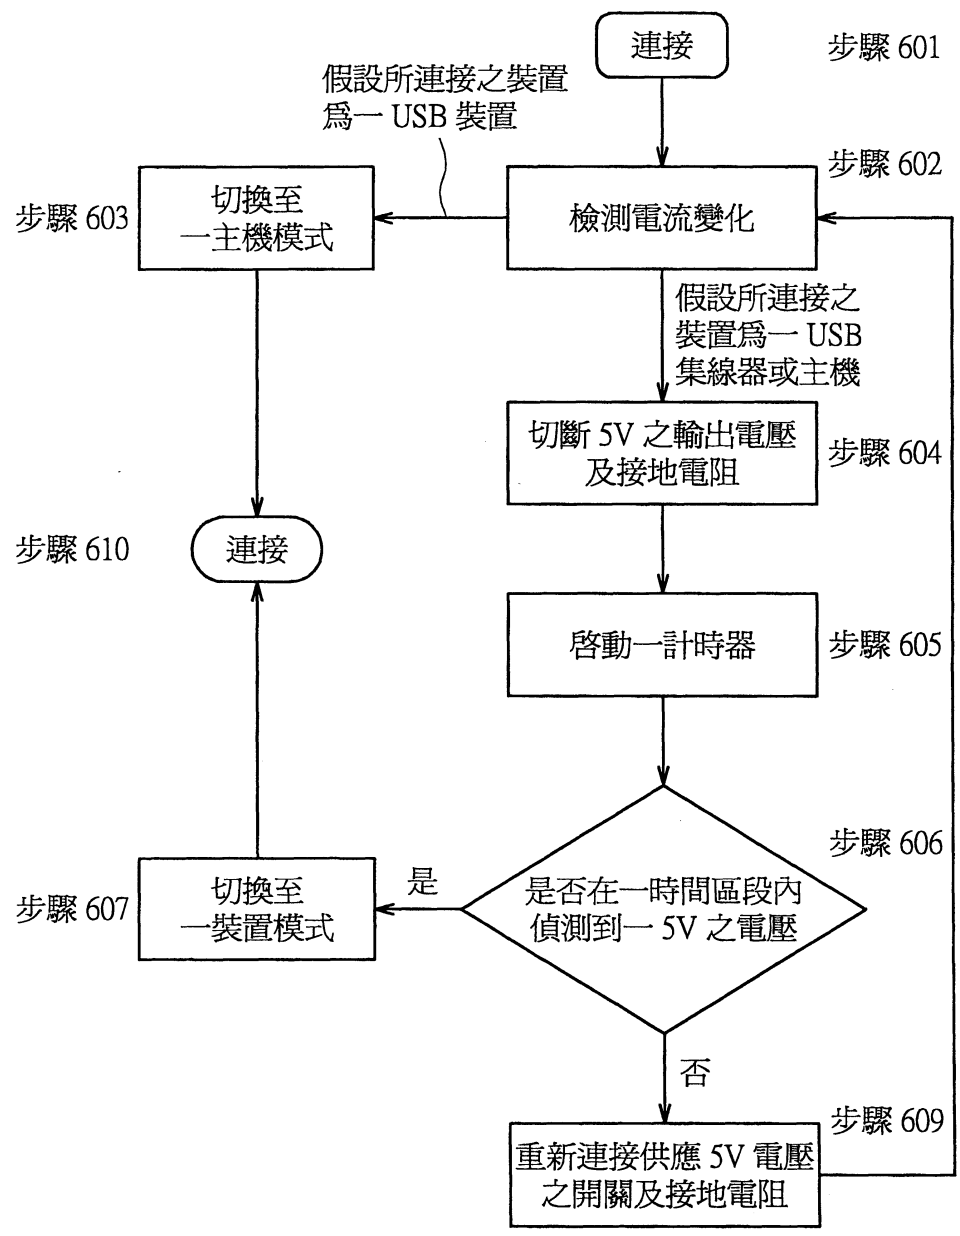 連接
步驟 601
假設所連接之裝置
爲一 USB 裝置
步驟 602
切換至
一主機模式
步驟 603
檢測電流變化
假設所連接之
裝置爲一 USB
集線器或主機
切斷 5V 之輸出電壓
及接地電阻
步驟 604
步驟 610
連接
啓動一計時器
步驟 605
步驟 606
是
是否在一時間區段內
偵測到一 5V 之電壓
切換至
一裝置模式
步驟 607
否
步驟 609
重新連接供應 5V 電壓
之開關及接地電阻